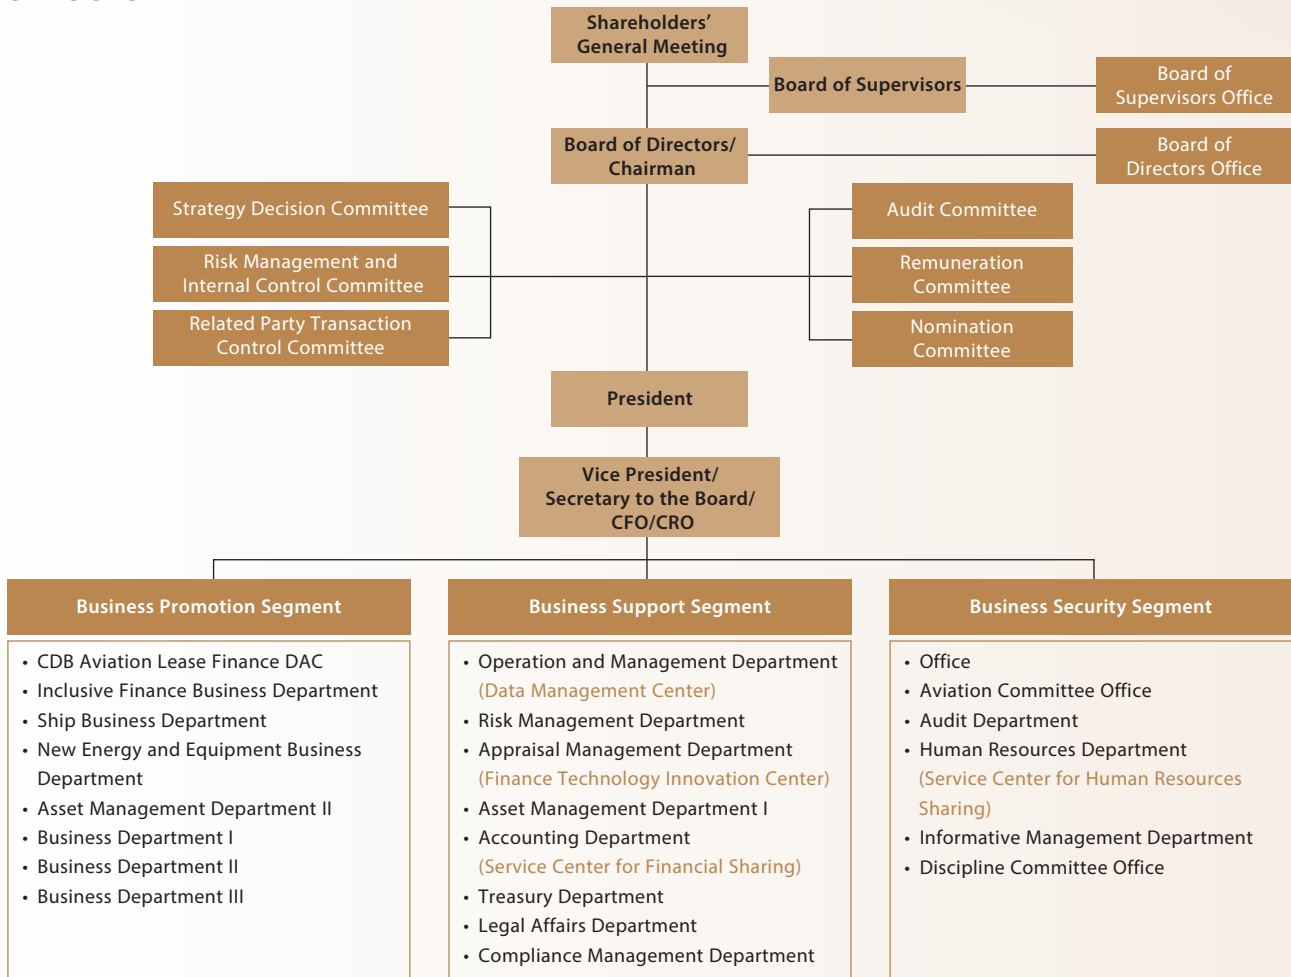 Shareholders'
General Meeting
Board of Supervisors
Board of
Supervisors Office
Board of Directors/
Chairman
Board of
Directors Office
Strategy Decision Committee
Risk Management and
Internal Control Committee
Related Party Transaction
Control Committee
Audit Committee
Remuneration
Committee
Nomination
Committee
President
Vice President/
Secretary to the Board/
CFO/CRO
Business Promotion Segment
• CDB Aviation Lease Finance DAC
• Inclusive Finance Business Department
• Ship Business Department
• New Energy and Equipment Business
Department
• Asset Management Department II
• Business Department I
• Business Department II
• Business Department III
Business Support Segment
• Operation and Management Department
(Data Management Center)
• Risk Management Department
• Appraisal Management Department
(Finance Technology Innovation Center)
• Asset Management Department I
• Accounting Department
(Service Center for Financial Sharing)
• Treasury Department
• Legal Affairs Department
• Compliance Management Department
Business Security Segment
• Office
• Aviation Committee Office
• Audit Department
• Human Resources Department
(Service Center for Human Resources
Sharing)
• Informative Management Department
• Discipline Committee Office